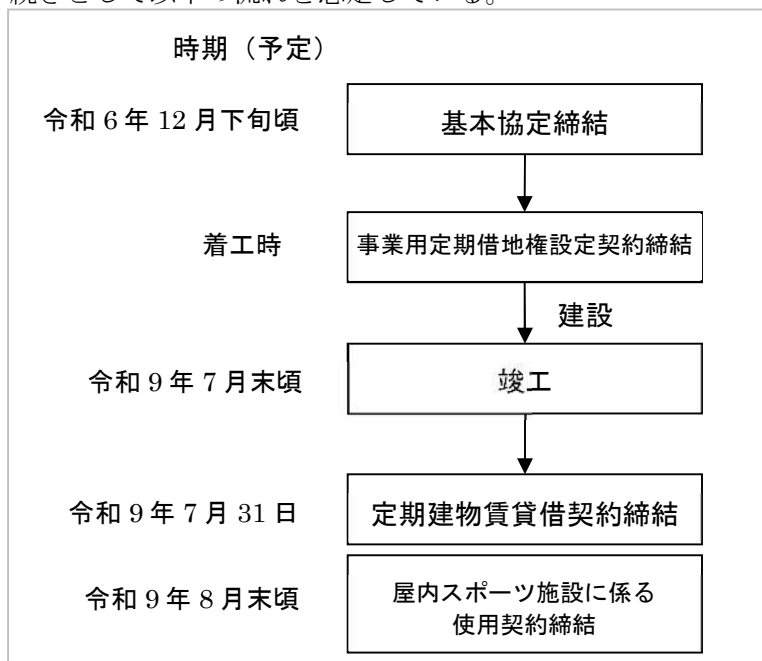 時期（予定）
令和 6 年 12 月下旬頃
基本協定締結
着工時
事業用定期借地権設定契約締結
建設
令和 9 年 7 月末頃
竣工
令和 9 年 7 月 31 日
定期建物賃貸借契約締結
令和 9 年 8 月末頃
屋内スポーツ施設に係る
使用契約締結